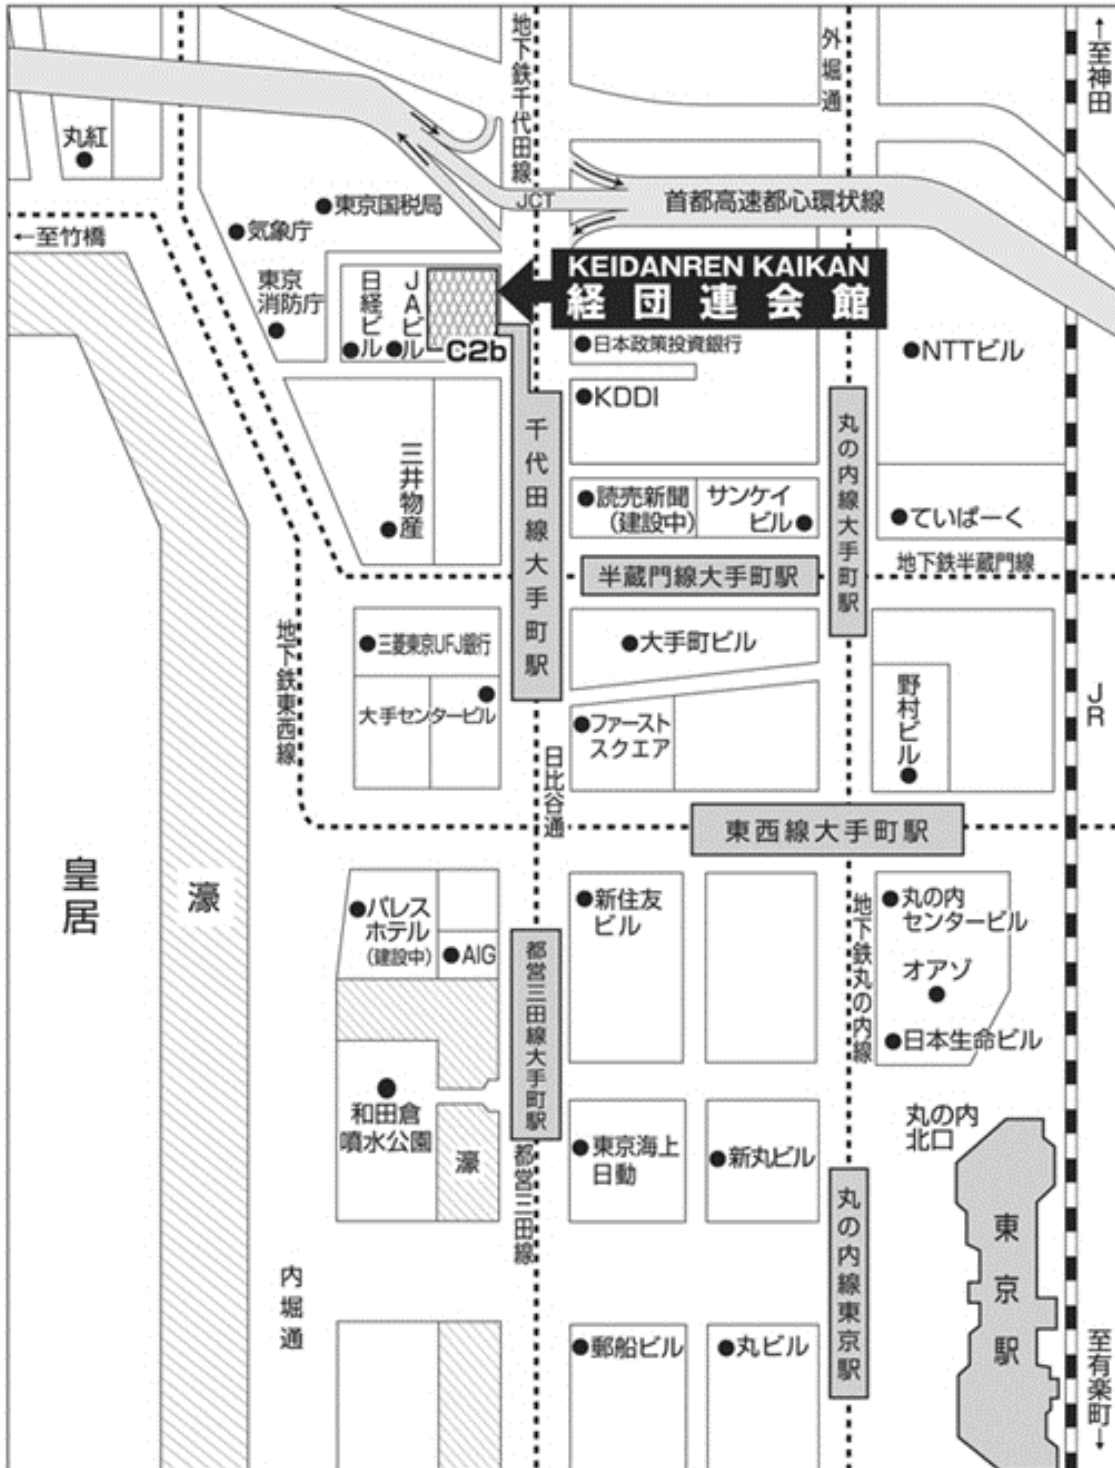 地下鉄千代田線
外堀通
←至神田
丸紅
東京国税局
JCT
首都高速都心環状線
←至竹橋
気象庁
KEIDANREN KAIKAN
経団連会館
東京
消防庁
日経ビル
JAビル
C2b
日本政策投資銀行
NTTビル
KDDI
千代田線大手町駅
丸の内線大手町駅
三井物産
読売新聞
(建設中)
サンケイ
ビル
ていぱーく
地下鉄半蔵門線
半蔵門線大手町駅
地下鉄東西線
三菱東京UFJ銀行
大手町ビル
野村ビル
JR
大手センタービル
ファースト
スクエア
日比谷通
東西線大手町駅
皇居
濠
パレス
ホテル
(建設中)
AIG
都営三田線大手町駅
新住友
ビル
地下鉄丸の内線
丸の内
センタービル
オアゾ
日本生命ビル
和田倉
噴水公園
濠
都営三田線
東京海上
日動
新丸ビル
丸の内
北口
丸の内線東京駅
東京駅
内堀通
郵船ビル
丸ビル
至有楽町→